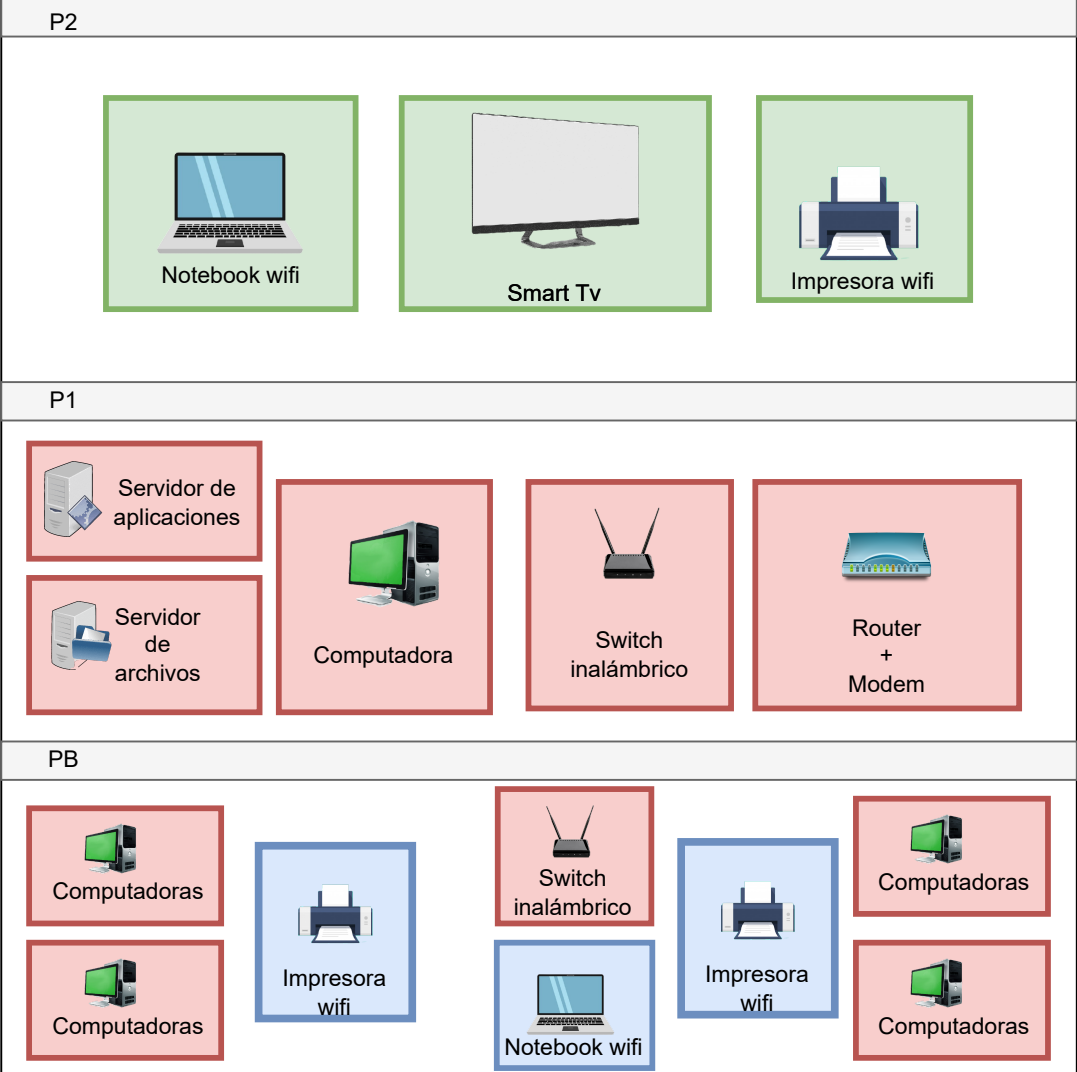 P2
Notebook wifi
Smart Tv
Impresora wifi
P1
Servidor de
aplicaciones
Servidor
de
archivos
Computadora
Switch
inalámbrico
Router
+
Modem
PB
Computadoras
Computadoras
Impresora
wifi
Switch
inalámbrico
Notebook wifi
Impresora
wifi
Computadoras
Computadoras